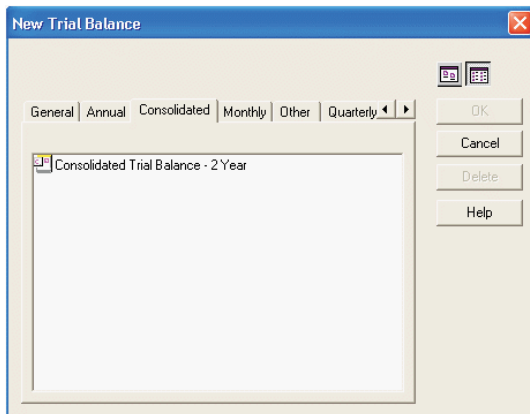 New Trial Balance
General
Annual
Consolidated
Monthly
Other
Quarterly
Consolidated Trial Balance - 2 Year
OK
Cancel
Delete
Help